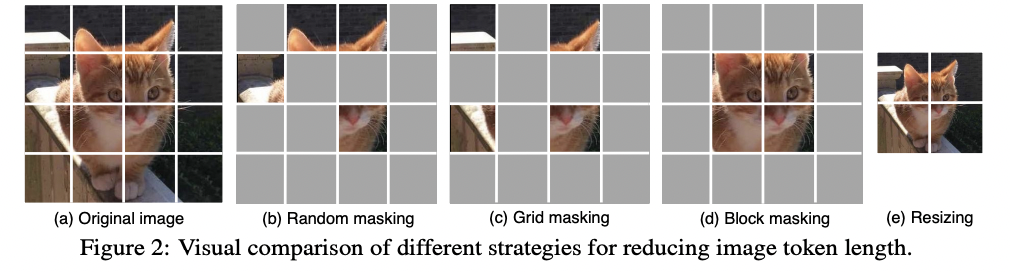 (a) Original image
(b) Random masking
(c) Grid masking
(d) Block masking
(e) Resizing
Figure 2: Visual comparison of different strategies for reducing image token length.